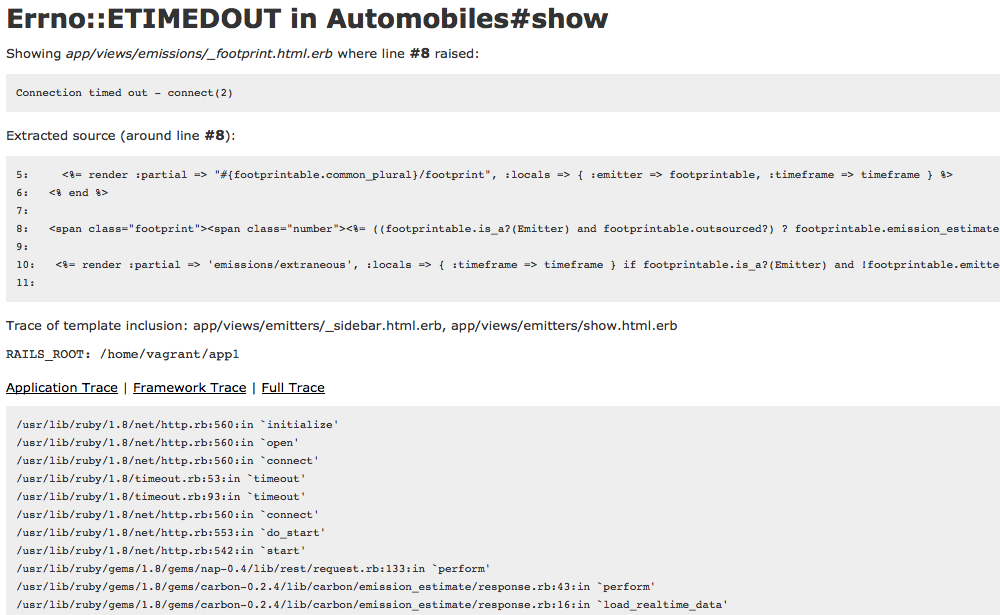 Errno::ETIMEDOUT in Automobiles#show
Showing app/views/emissions/_footprint.html.erb where line #8 raised:
Connection timed out - connect(2)
Extracted source (around line #8):
5:     <%= render :partial => "#{footprintable.common_plural}/footprint", :locals => { :emitter => footprintable, :timeframe => timeframe } %>
6:   <% end %>
7:
8:   <span class="footprint"><span class="number"><%= ((footprintable.is_a?(Emitter) and footprintable.outsourced?) ? footprintable.emission_estimate
9:
10:   <%= render :partial => 'emissions/extraneous', :locals => { :timeframe => timeframe } if footprintable.is_a?(Emitter) and !footprintable.emitte
11:
Trace of template inclusion: app/views/emitters/_sidebar.html.erb, app/views/emitters/show.html.erb
RAILS_ROOT: /home/vagrant/app1
Application Trace | Framework Trace | Full Trace
/usr/lib/ruby/1.8/net/http.rb:560:in `initialize'
/usr/lib/ruby/1.8/net/http.rb:560:in `open'
/usr/lib/ruby/1.8/net/http.rb:560:in `connect'
/usr/lib/ruby/1.8/timeout.rb:53:in `timeout'
/usr/lib/ruby/1.8/timeout.rb:93:in `timeout'
/usr/lib/ruby/1.8/net/http.rb:560:in `connect'
/usr/lib/ruby/1.8/net/http.rb:553:in `do_start'
/usr/lib/ruby/1.8/net/http.rb:542:in `start'
/usr/lib/ruby/gems/1.8/gems/nap-0.4/lib/rest/request.rb:133:in `perform'
/usr/lib/ruby/gems/1.8/gems/carbon-0.2.4/lib/carbon/emission_estimate/response.rb:43:in `perform'
/usr/lib/ruby/gems/1.8/gems/carbon-0.2.4/lib/carbon/emission_estimate/response.rb:16:in `load_realtime_data'